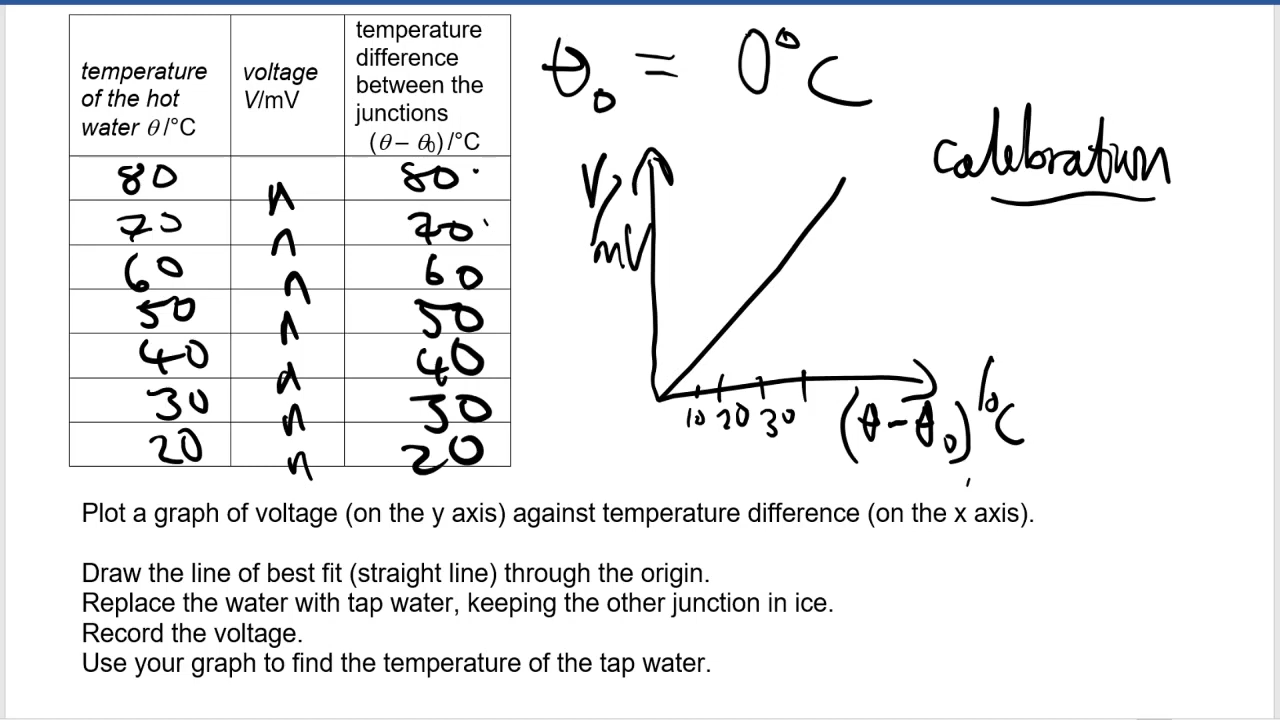 temperature of the hot water θ /°C
voltage V/mV
temperature difference between the junctions (θ – θ0) /°C
80 n 80
70 n 70
60 n 60
50 n 50
40 n 40
30 n 30
20 n 20
θ0 = 0°C
calebration
V/mV
10 20 30
(θ-θ0)/°C
Plot a graph of voltage (on the y axis) against temperature difference (on the x axis).
Draw the line of best fit (straight line) through the origin.
Replace the water with tap water, keeping the other junction in ice.
Record the voltage.
Use your graph to find the temperature of the tap water.